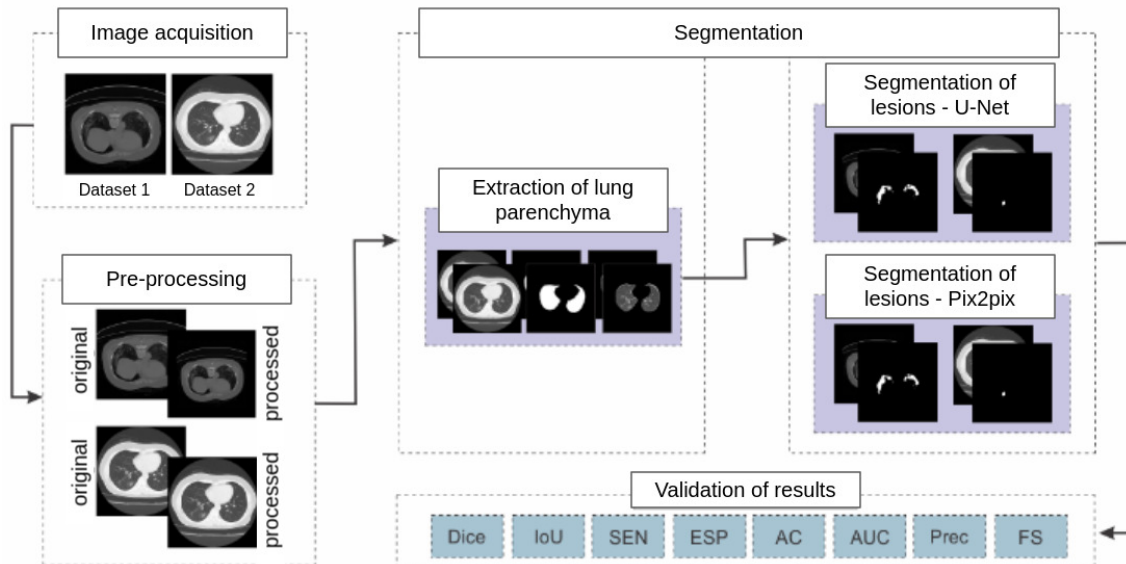 Image acquisition
Dataset 1
Dataset 2
Pre-processing
original
processed
original
processed
Segmentation
Extraction of lung
parenchyma
Segmentation of
lesions - U-Net
Segmentation of
lesions - Pix2pix
Validation of results
Dice
IoU
SEN
ESP
AC
AUC
Prec
FS